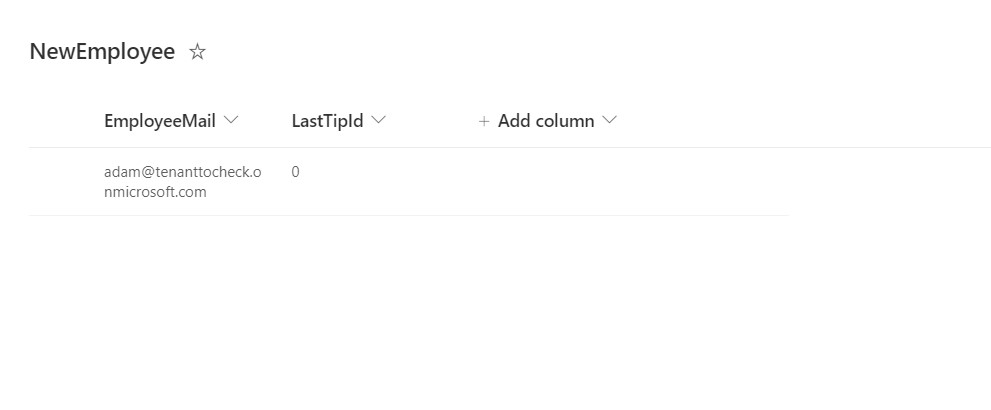 NewEmployee
EmployeeMail LastTipId + Add column
adam@tenanttocheck.o 0
nmicrosoft.com